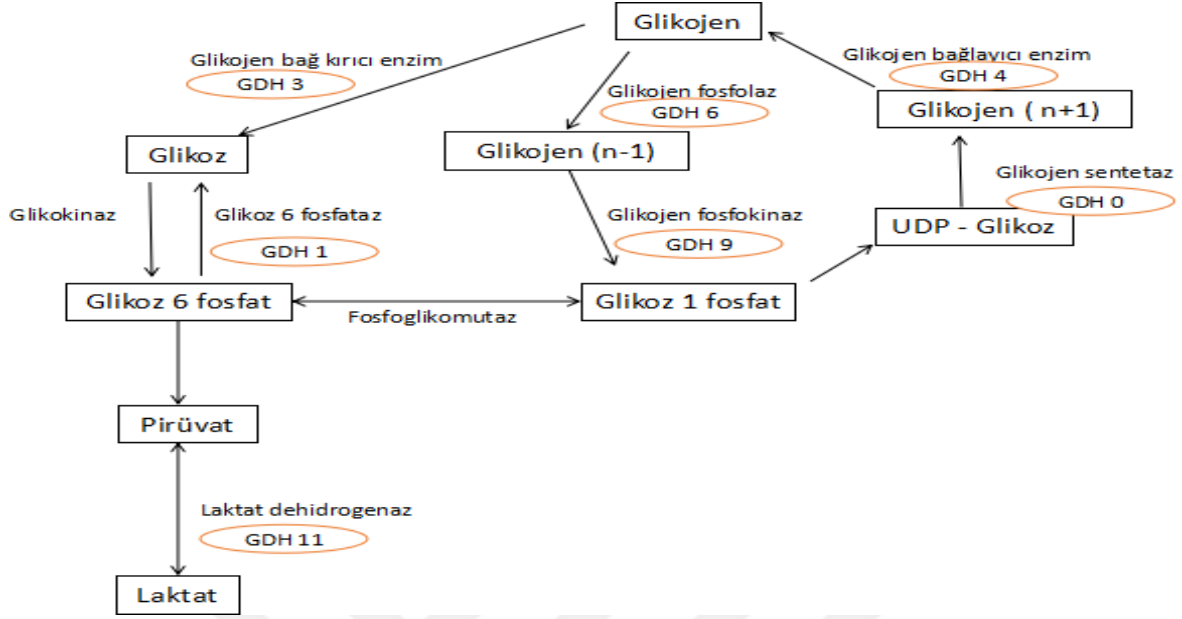 Glikojen
Glikojen bağ kırıcı enzim
GDH 3
Glikojen bağlayıcı enzim
GDH 4
Glikojen fosfolaz
GDH 6
Glikojen ( n+1)
Glikoz
Glikojen (n-1)
Glikojen sentetaz
GDH 0
Glikokinaz
Glikoz 6 fosfataz
GDH 1
Glikojen fosfokinaz
GDH 9
UDP - Glikoz
Glikoz 6 fosfat
Fosfoglikomutaz
Glikoz 1 fosfat
Pirüvat
Laktat dehidrogenaz
GDH 11
Laktat